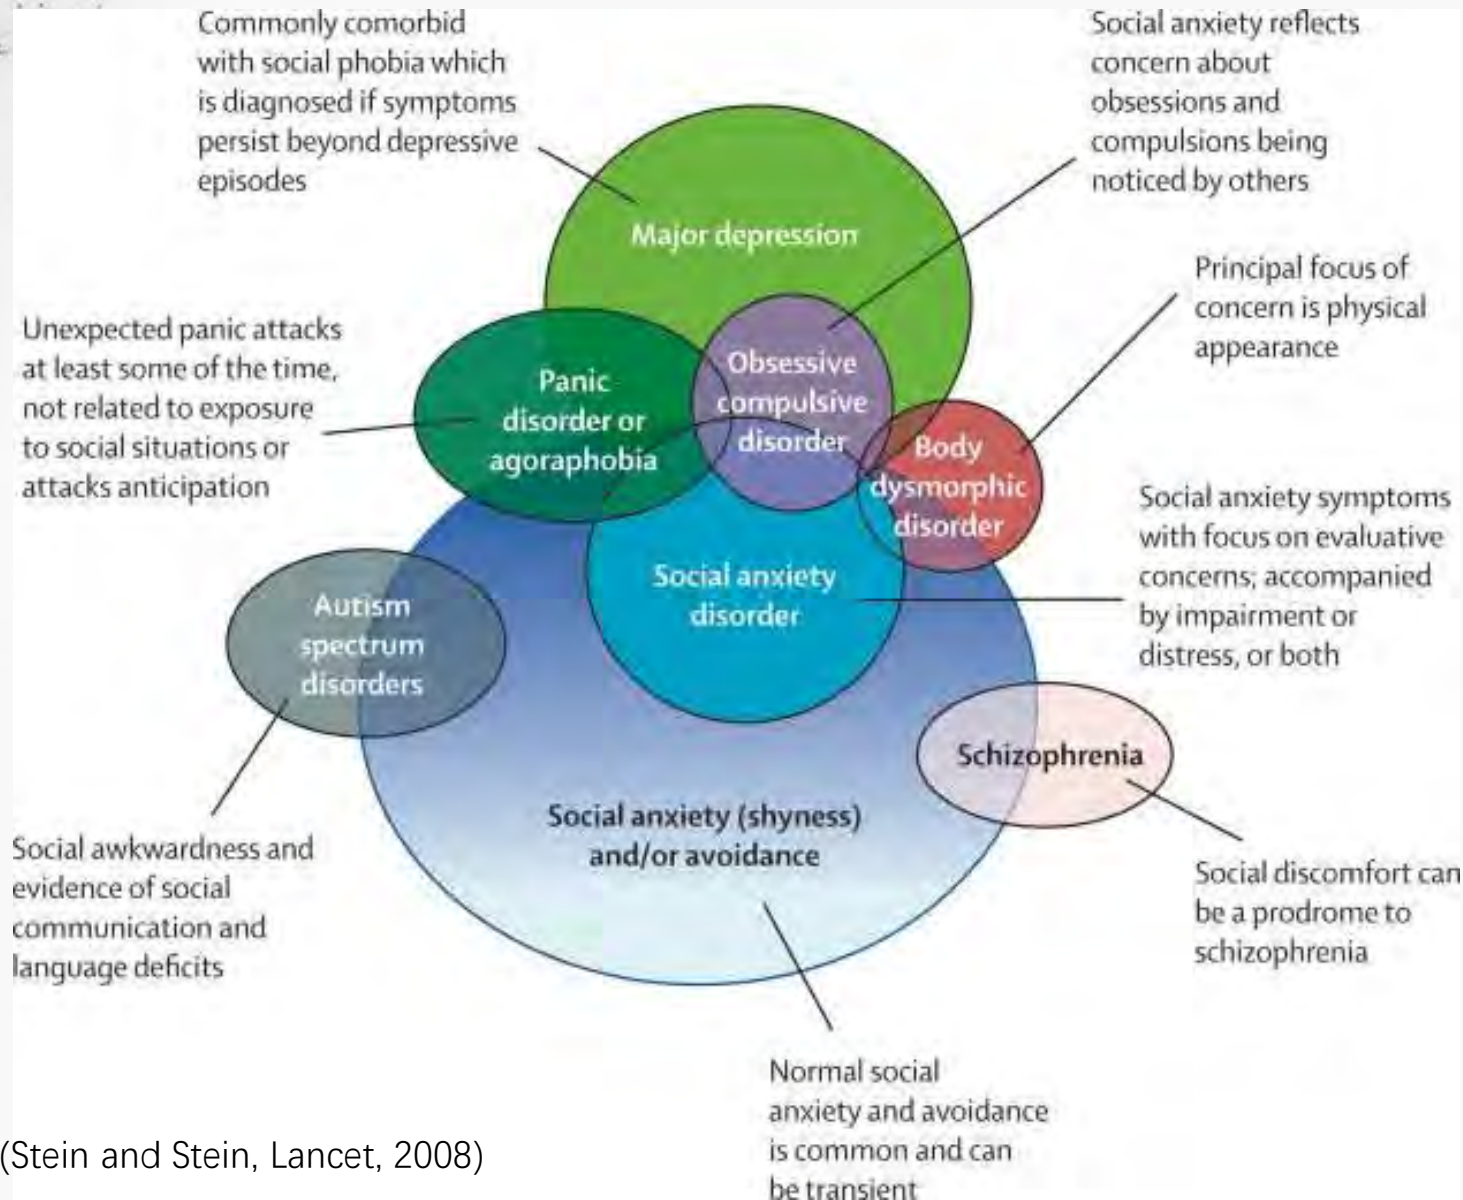 Commonly comorbid
with social phobia which
is diagnosed if symptoms
persist beyond depressive
episodes
Social anxiety reflects
concern about
obsessions and
compulsions being
noticed by others
Major depression
Principal focus of
concern is physical
appearance
Unexpected panic attacks
at least some of the time,
not related to exposure
to social situations or
attacks anticipation
Panic
disorder or
agoraphobia
Obsessive
compulsive
disorder
Body
dysmorphic
disorder
Social anxiety symptoms
with focus on evaluative
concerns; accompanied
by impairment or
distress, or both
Social anxiety
disorder
Autism
spectrum
disorders
Schizophrenia
Social anxiety (shyness)
and/or avoidance
Social awkwardness and
evidence of social
communication and
language deficits
Social discomfort can
be a prodrome to
schizophrenia
Normal social
anxiety and avoidance
is common and can
be transient
(Stein and Stein, Lancet, 2008)